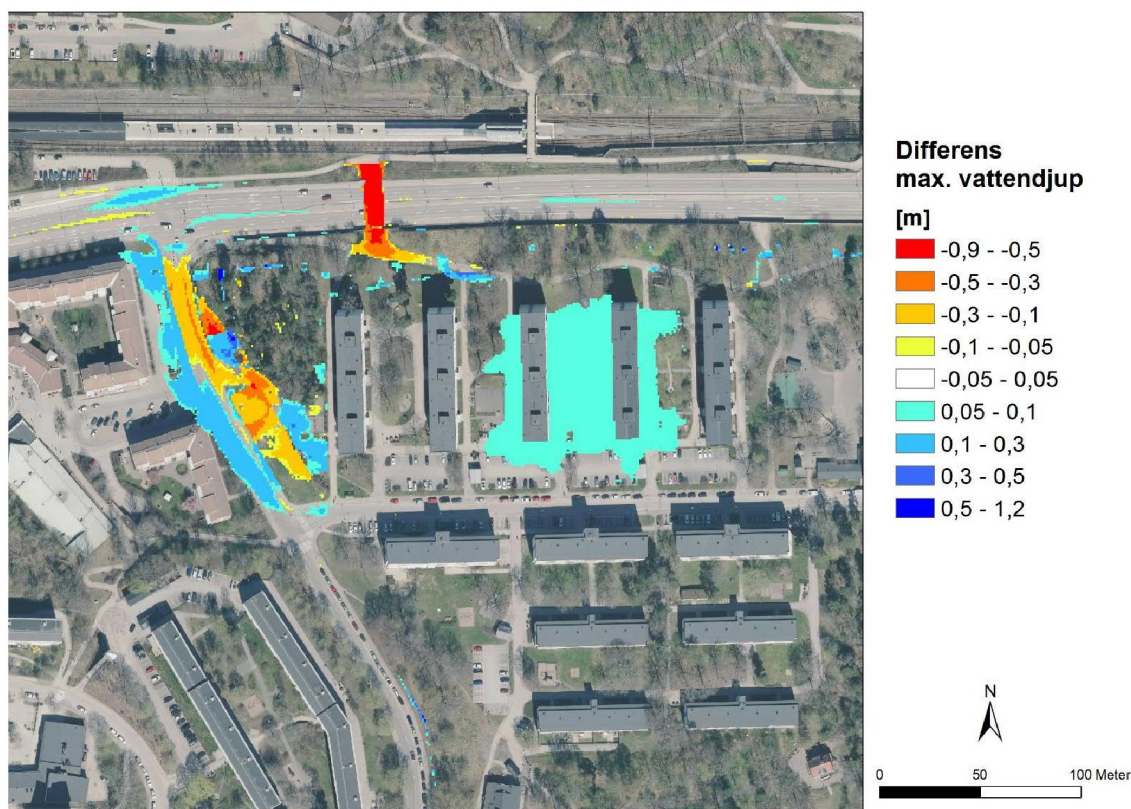 Differens
max. vattendjup
[m]
-0,9 - -0,5
-0,5 - -0,3
-0,3 - -0,1
-0,1 - -0,05
-0,05 - 0,05
0,05 - 0,1
0,1 - 0,3
0,3 - 0,5
0,5 - 1,2
N
0 50 100 Meter